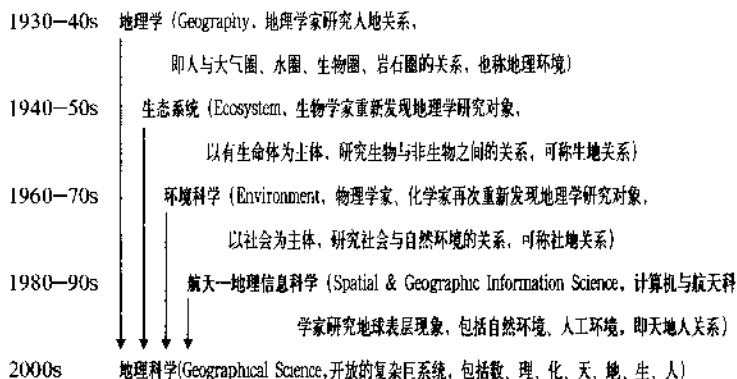 1930—40s 地理学 (Geography, 地理学家研究人地关系,
即人与大气圈、水圈、生物圈、岩石圈的关系, 也称地理环境)
1940—50s 生态系统 (Ecosystem, 生物学家重新发现地理学研究对象,
以有生命体为主体, 研究生物与非生物之间的关系, 可称生地关系)
1960—70s 环境科学 (Environment, 物理学家、化学家再次重新发现地理学研究对象,
以社会为主体, 研究社会与自然环境的关系, 可称社地关系)
1980—90s 航天—地理信息科学 (Spatial & Geographic Information Science, 计算机与航天科
学家研究地球表层现象, 包括自然环境、人工环境, 即天地人关系)
2000s 地理科学(Geographical Science,开放的复杂巨系统, 包括数、理、化、天、地、生、人)